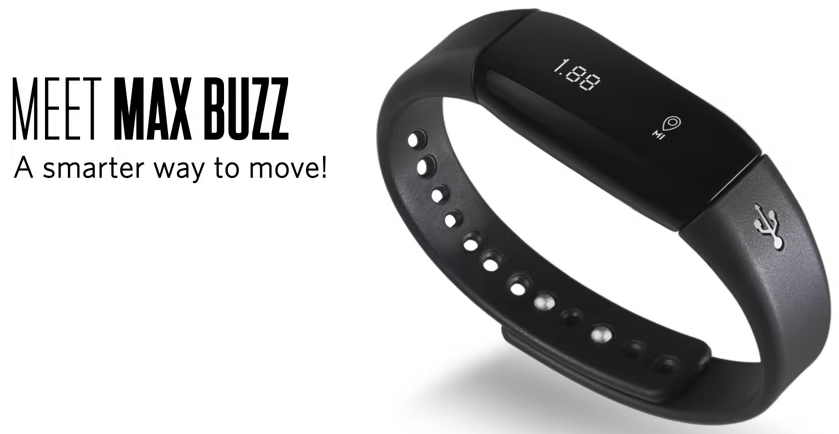 MEET MAX BUZZ
A smarter way to move!
1.88
MI